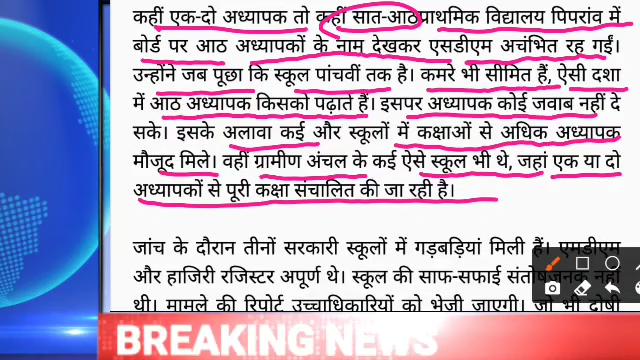 कहीं एक-दो अध्यापक तो कहीं सात-आठप्राथमिक विद्यालय पिपरांव में
बोर्ड पर आठ अध्यापकों के नाम देखकर एसडीएम अचंभित रह गईं।
उन्होंने जब पूछा कि स्कूल पांचवीं तक है। कमरे भी सीमित हैं, ऐसी दशा
में आठ अध्यापक किसको पढ़ाते हैं। इसपर अध्यापक कोई जवाब नहीं दे
सके। इसके अलावा कई और स्कूलों में कक्षाओं से अधिक अध्यापक
मौजूद मिले। वहीं ग्रामीण अंचल के कई ऐसे स्कूल भी थे, जहां एक या दो
अध्यापकों से पूरी कक्षा संचालित की जा रही है।
जांच के दौरान तीनों सरकारी स्कूलों में गड़बड़ियां मिली हैं। एमडीएम
और हाजिरी रजिस्टर अपूर्ण थे। स्कूल की साफ-सफाई संतोषजनक नहीं
थी। मामले की रिपोर्ट उच्चाधिकारियों को भेजी जाएगी। जो भी दोषी
BREAKING NEWS